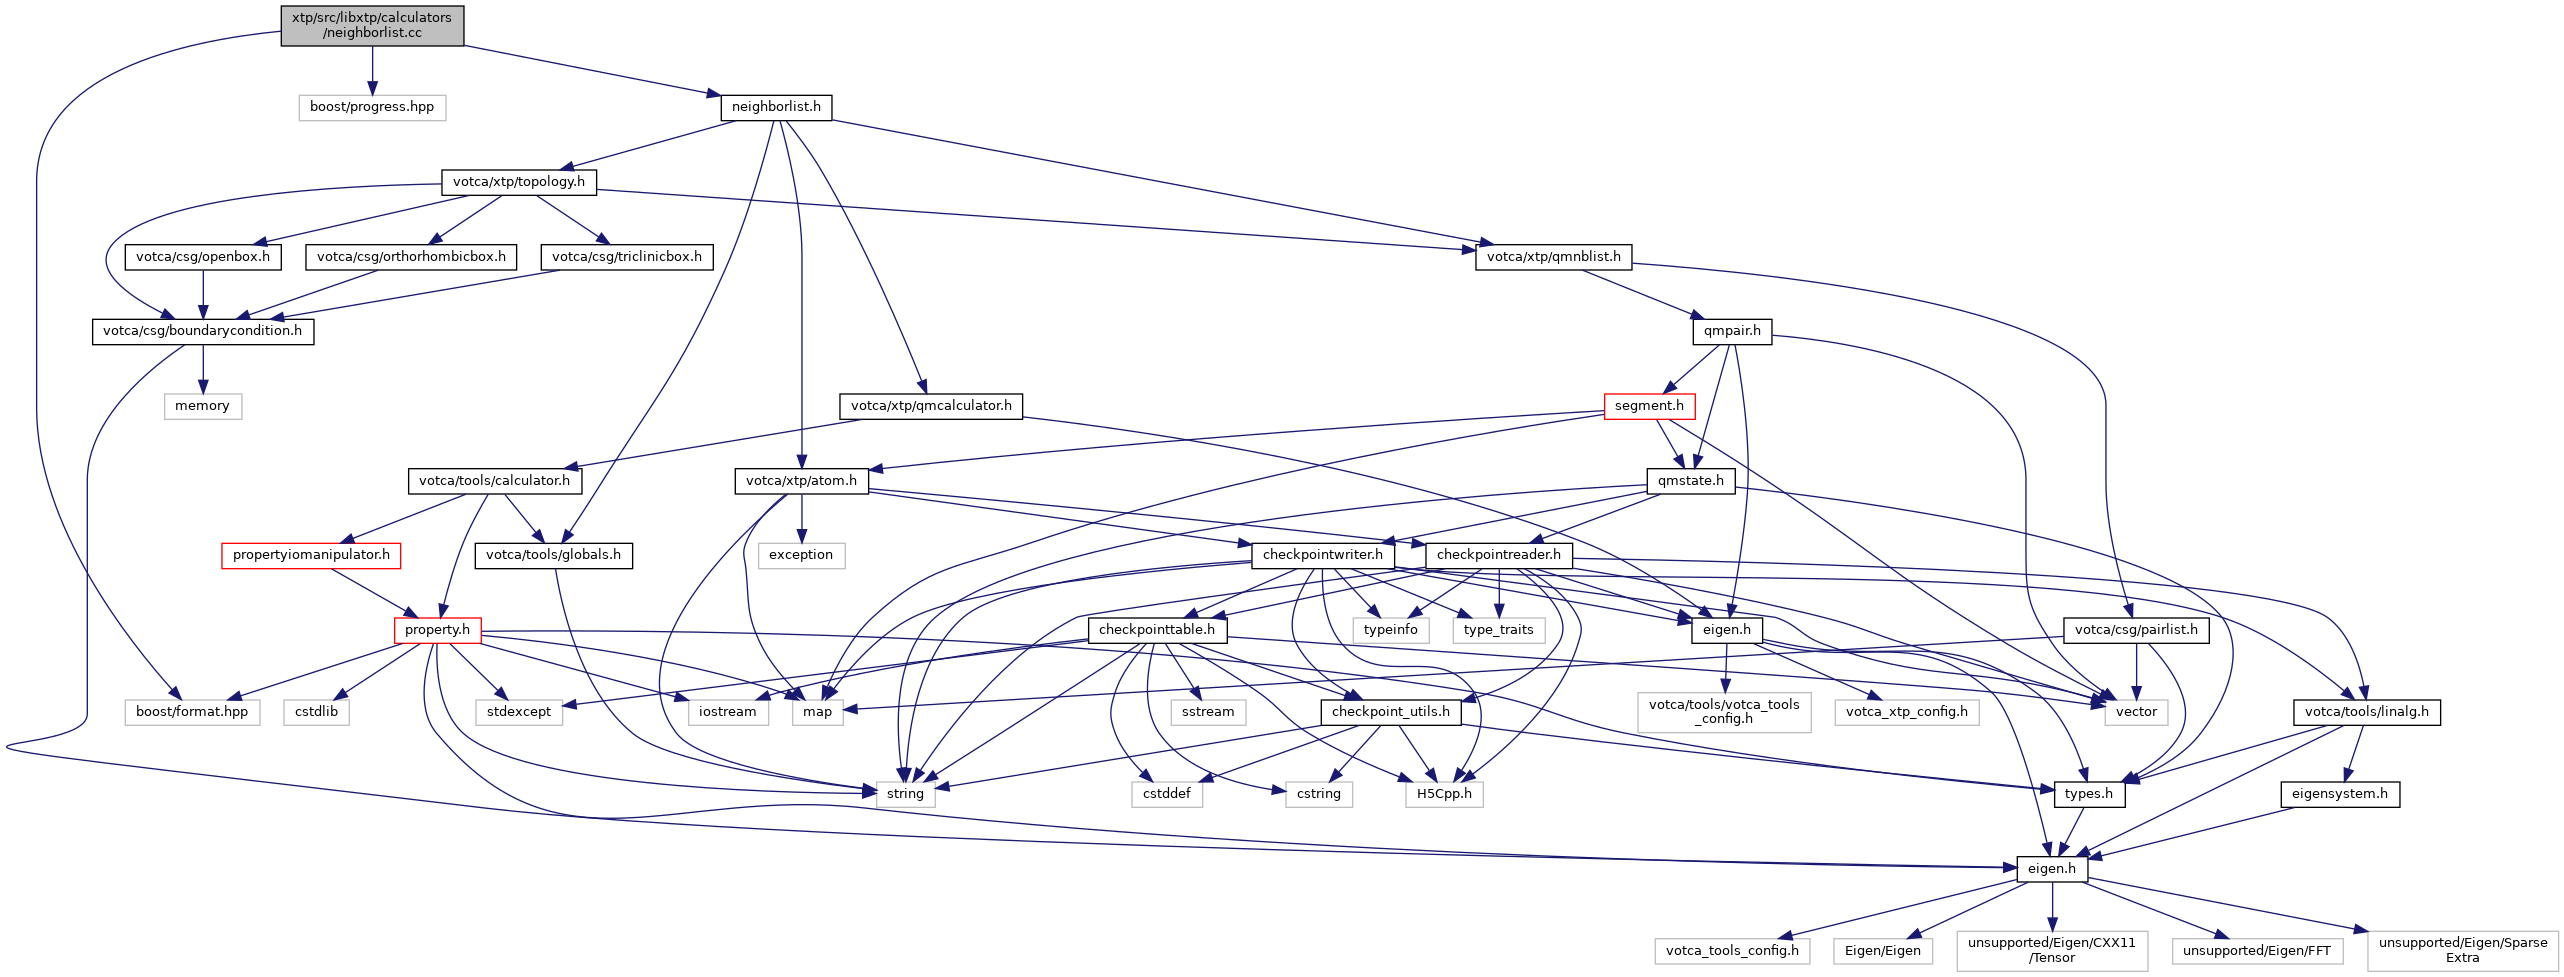 xtp/src/libxtp/calculators
/neighborlist.cc
boost/progress.hpp
neighborlist.h
votca/xtp/topology.h
votca/csg/openbox.h
votca/csg/orthorhombicbox.h
votca/csg/triclinicbox.h
votca/xtp/qmnblist.h
votca/csg/boundarycondition.h
qmpair.h
memory
votca/xtp/qmcalculator.h
segment.h
votca/tools/calculator.h
votca/xtp/atom.h
qmstate.h
propertyiomanipulator.h
votca/tools/globals.h
exception
checkpointwriter.h
checkpointreader.h
property.h
checkpointtable.h
typeinfo
type_traits
eigen.h
votca/csg/pairlist.h
boost/format.hpp
cstdlib
stdexcept
iostream
map
sstream
checkpoint_utils.h
votca/tools/votca_tools
_config.h
votca_xtp_config.h
vector
votca/tools/linalg.h
string
cstddef
cstring
H5Cpp.h
types.h
eigensystem.h
eigen.h
votca_tools_config.h
Eigen/Eigen
unsupported/Eigen/CXX11
/Tensor
unsupported/Eigen/FFT
unsupported/Eigen/Sparse
Extra